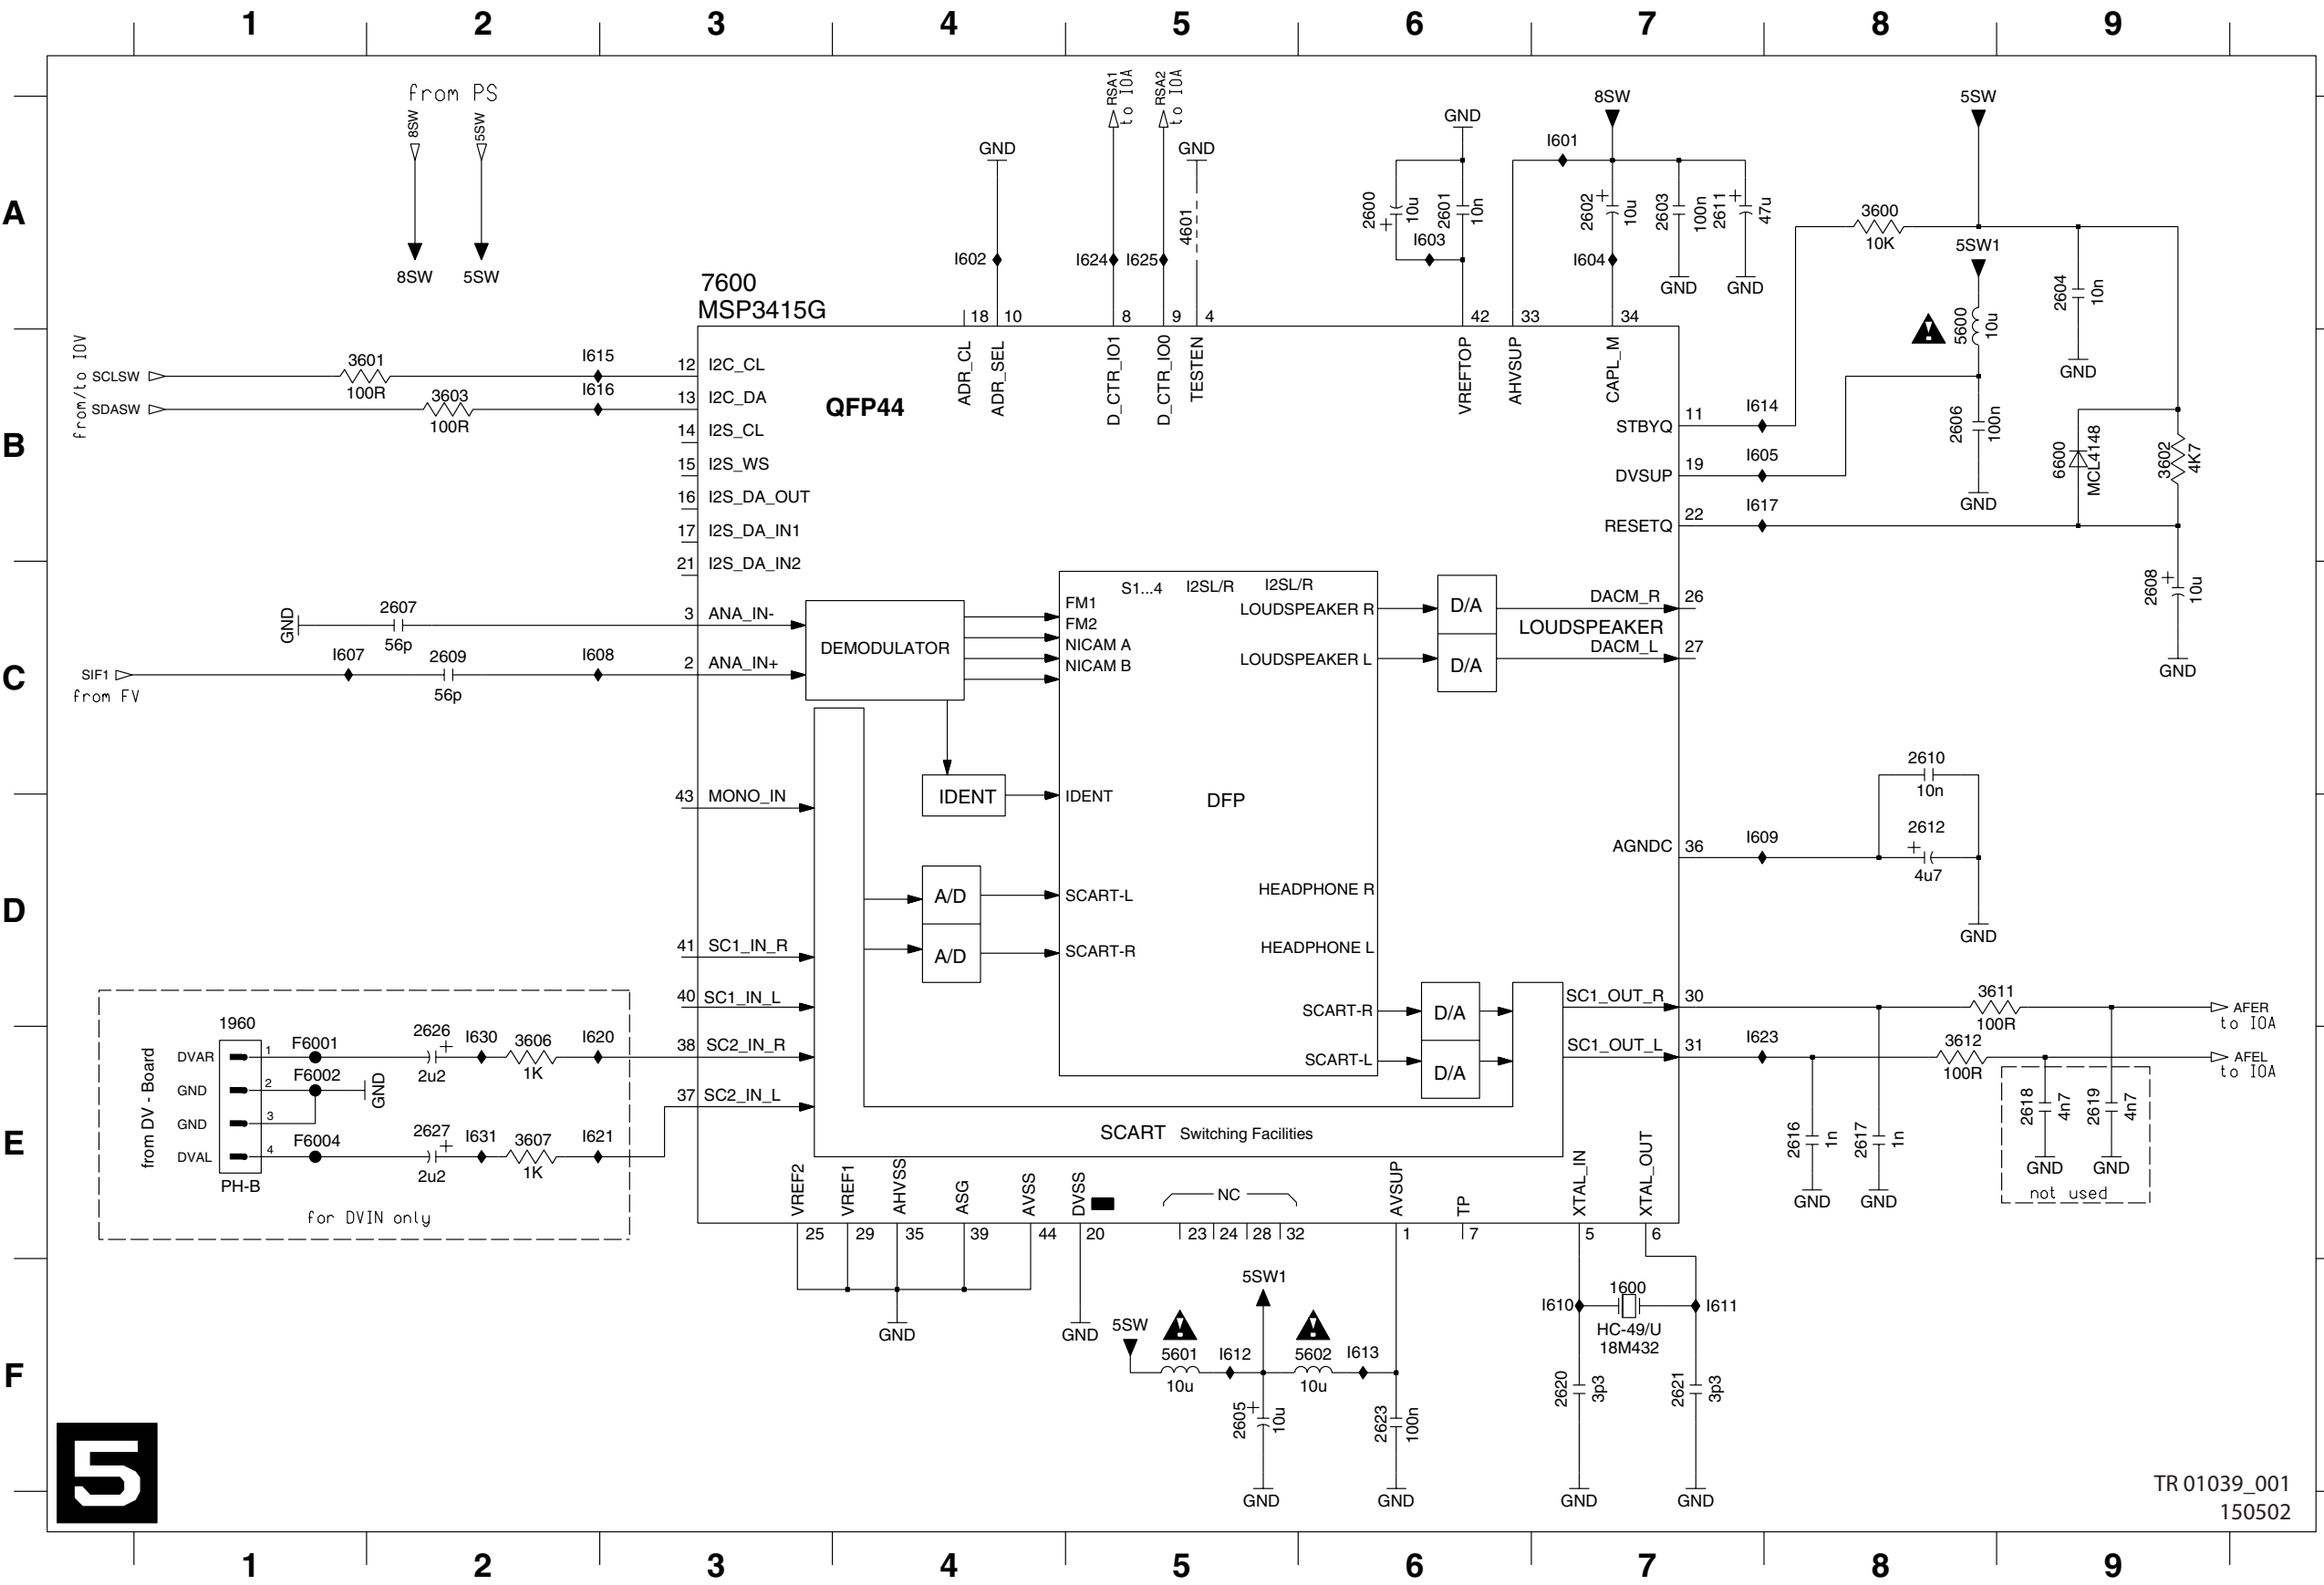 1 2 3 4 5 6 7 8 9
from PS
8SW
5SW
8SW
5SW
RSA1
to IOA
RSA2
to IOA
GND
GND
GND
8SW
5SW
I601
A
2600
10u
2601
10n
I603
4601
2602
10u
2603
100n
2611
47u
3600
10K
5SW1
I602
I624
I625
I604
GND
GND
2604
10n
7600
MSP3415G
18 10 8 9 4 42 33 34
5600
10u
GND
from/to IOV
SCLSW
3601
100R
I615
12 I2C_CL
SDASW
3603
100R
I616
13 I2C_DA
QFP44
ADR_CL
ADR_SEL
D_CTR_IO1
D_CTR_IO0
TESTEN
VREFTOP
AHVSUP
CAPL_M
B
14 I2S_CL
15 I2S_WS
16 I2S_DA_OUT
17 I2S_DA_IN1
21 I2S_DA_IN2
STBYQ 11 I614
DVSUP 19 I605
RESETQ 22 I617
2606
100n
GND
6600
MCL4148
3602
4K7
2608
10u
GND
C
GND
2607
56p
3 ANA_IN-
SIF1
from FV
I607
2609
56p
I608
2 ANA_IN+
DEMODULATOR
FM1
FM2
NICAM A
NICAM B
S1...4 I2SL/R I2SL/R
LOUDSPEAKER R
LOUDSPEAKER L
D/A
D/A
DACM_R 26
LOUDSPEAKER
DACM_L 27
43 MONO_IN
IDENT
IDENT
DFP
2610
10n
2612
4u7
AGNDC 36 I609
GND
D
A/D
A/D
SCART-L
SCART-R
HEADPHONE R
HEADPHONE L
41 SC1_IN_R
40 SC1_IN_L
SCART-R
SCART-L
D/A
D/A
SC1_OUT_R 30
3611
100R
AFER
to IOA
SC1_OUT_L 31 I623
3612
100R
AFEL
to IOA
E
from DV - Board
1960
DVAR 1 F6001
GND 2 F6002
GND 3
DVAL 4 F6004
PH-B
GND
2626
2u2
I630
3606
1K
I620
38 SC2_IN_R
37 SC2_IN_L
2627
2u2
I631
3607
1K
I621
for DVIN only
SCART Switching Facilities
2616
1n
GND
2617
1n
GND
2618
4n7
GND
2619
4n7
GND
not used
VREF2
VREF1
AHVSS
ASG
AVSS
DVSS
NC
AVSUP
TP
XTAL_IN
XTAL_OUT
25 29 35 39 44 20 23 24 28 32 1 7 5 6
GND
GND
F
5SW
5601
10u
I612
5SW1
5602
10u
I613
2605
10u
GND
2623
100n
GND
I610
1600
HC-49/U
18M432
I611
2620
3p3
GND
2621
3p3
GND
5
TR 01039_001
150502
1 2 3 4 5 6 7 8 9